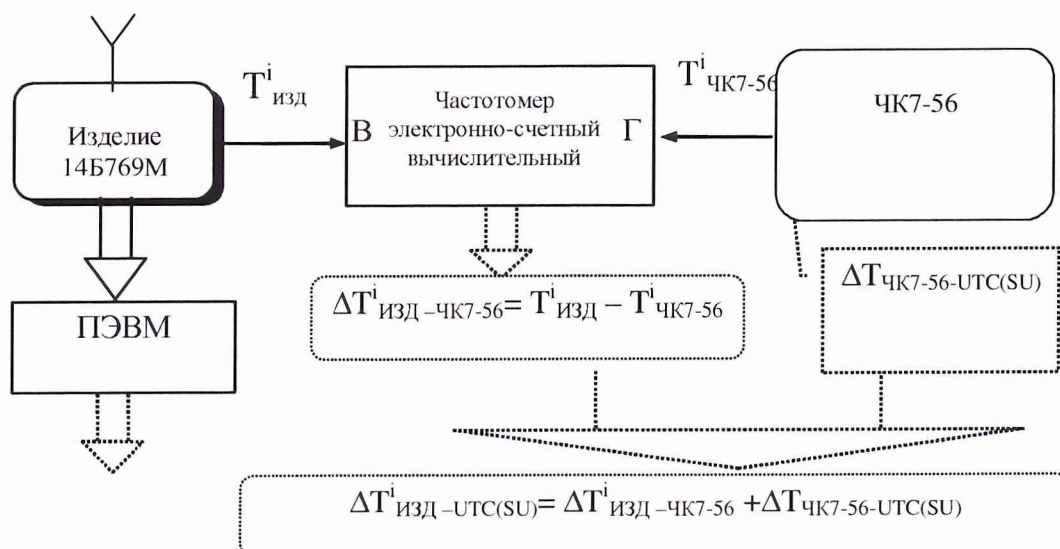 Изделие
14Б769М
Tⁱизд
В
Частотомер
электронно-счетный
вычислительный
Г
TⁱЧК7-56
ЧК7-56
ПЭВМ
ΔTⁱИЗД –ЧК7-56= TⁱИЗД – TⁱЧК7-56
ΔTЧК7-56-UTC(SU)
ΔTⁱИЗД –UTC(SU)= ΔTⁱИЗД –ЧК7-56 +ΔTЧК7-56-UTC(SU)